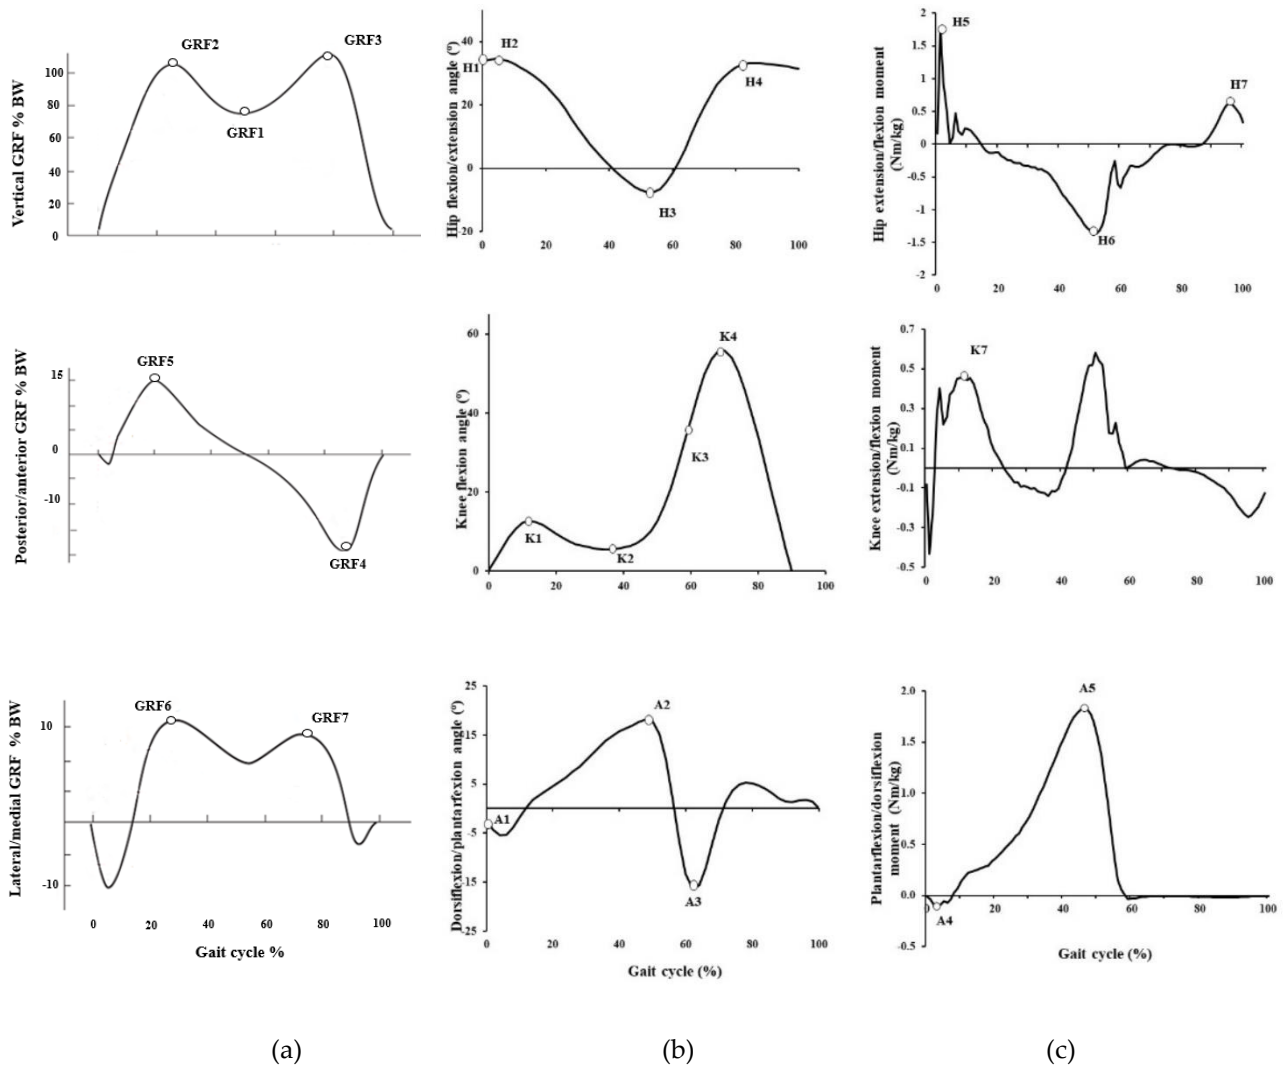 Vertical GRF % BW
100
80
60
40
20
0
GRF2
GRF3
GRF1
Hip flexion/extension angle (º)
40
20
0
-20
H1
H2
H3
H4
0 20 40 60 80 100
Hip extension/flexion moment
(Nm/kg)
2
1.5
1
0.5
0
-0.5
-1
-1.5
-2
H5
H6
H7
0 20 40 60 80 100
Posterior/anterior GRF % BW
15
0
-10
GRF5
GRF4
Knee flexion angle (º)
60
40
20
0
K1
K2
K3
K4
0 20 40 60 80 100
Knee extension/flexion moment
(Nm/kg)
0.7
0.5
0.3
0.1
-0.1
-0.3
-0.5
K7
0 20 40 60 80 100
Lateral/medial GRF % BW
10
-10
GRF6
GRF7
0 20 40 60 80 100
Gait cycle %
Dorsiflexion/plantarfexion angle (º)
25
15
5
-5
-15
-25
A1
A2
A3
0 20 40 60 80 100
Gait cycle (%)
Plantarflexion/dorsiflexion
moment (Nm/kg)
2.0
1.5
1.0
0.5
0.0
-0.5
A4
A5
0 20 40 60 80 100
Gait cycle (%)
(a) (b) (c)